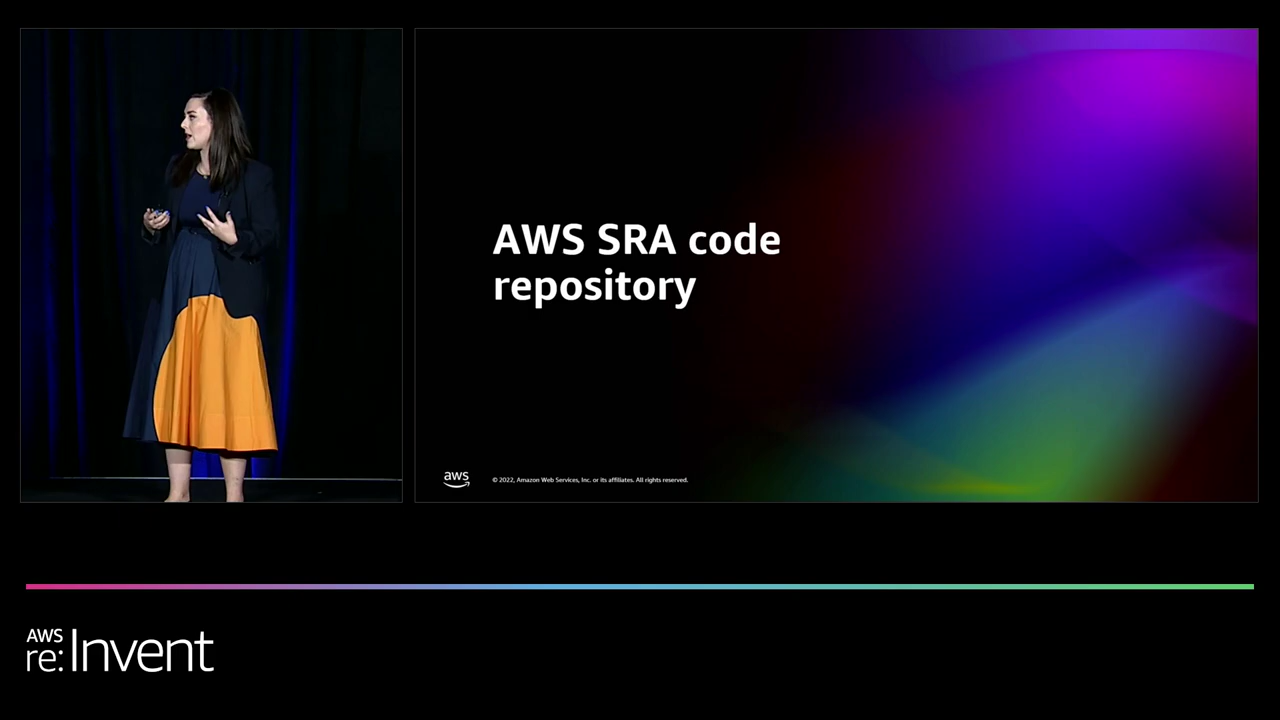 AWS SRA code
repository
aws
© 2022, Amazon Web Services, Inc. or its affiliates. All rights reserved.
AWS
re:Invent